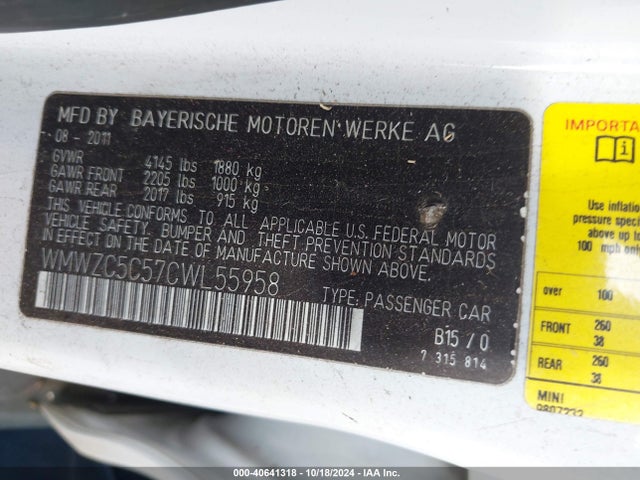 MFD BY BAYERISCHE MOTOREN WERKE AG
08 - 2011
GVWR 4145 lbs 1880 kg
GAWR FRONT 2205 lbs 1000 kg
GAWR REAR 2017 lbs 915 kg
THIS VEHICLE CONFORMS TO ALL APPLICABLE U.S. FEDERAL MOTOR
VEHICLE SAFETY, BUMPER AND THEFT PREVENTION STANDARDS
IN EFFECT ON THE DATE OF MANUFACTURE SHOWN ABOVE.
WMWZC5C57CWL55958
TYPE: PASSENGER CAR
B15 / 0
7 315 814
IMPORTA
i
Use inflation
pressure speci
above or und
100 mph onl
over 100
FRONT 260
38
REAR 260
38
MINI
9807232
000-40641318 - 10/18/2024 - IAA Inc.